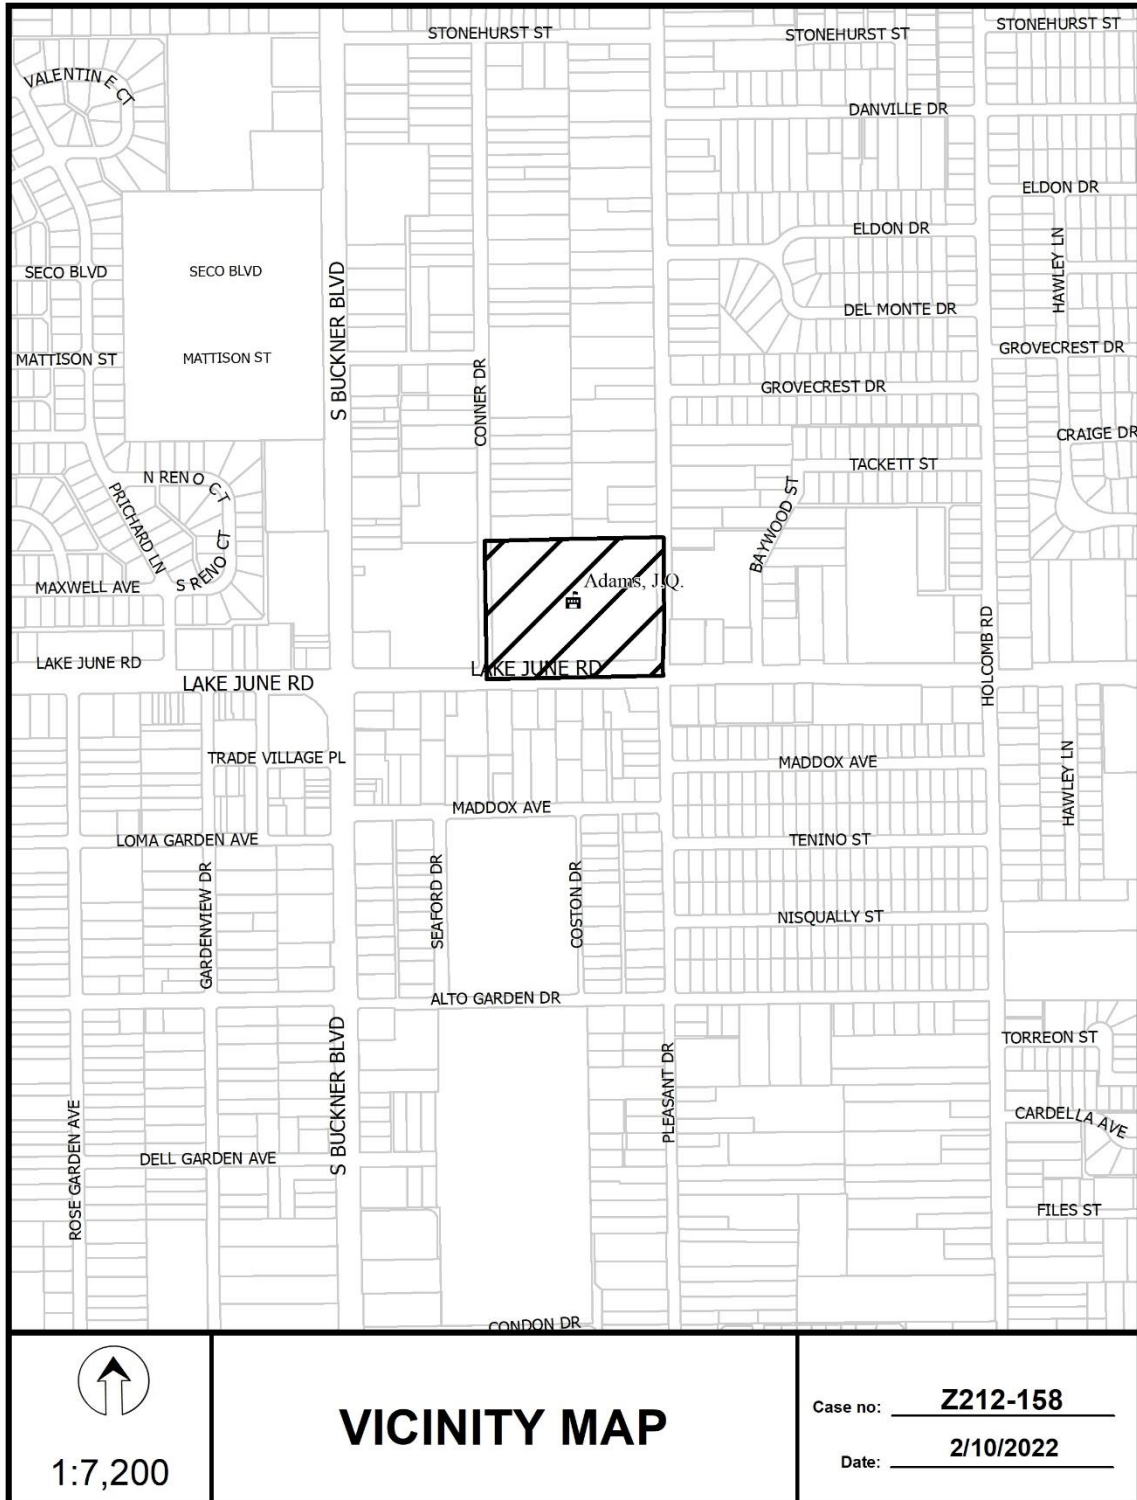 STONEHURST ST
STONEHURST ST
STONEHURST ST
VALENTINE CT
DANVILLE DR
ELDON DR
ELDON DR
HAWLEY LN
SECO BLVD
SECO BLVD
S BUCKNER BLVD
DEL MONTE DR
MATTISON ST
MATTISON ST
GROVECREST DR
GROVECREST DR
CONNER DR
CRAIGE DR
TACKETT ST
N RENO CT
PRICHARD LN
S RENO CT
BAYWOOD ST
MAXWELL AVE
Adams, J.Q.
HOLCOMB RD
LAKE JUNE RD
LAKE JUNE RD
LAKE JUNE RD
TRADE VILLAGE PL
MADDOX AVE
HAWLEY LN
MADDOX AVE
LOMA GARDEN AVE
TENINO ST
GARDENVIEW DR
SEAFORD DR
COSTON DR
NISQUALLY ST
ALTO GARDEN DR
S BUCKNER BLVD
PLEASANT DR
TORREON ST
ROSE GARDEN AVE
CARDELLA AVE
DELL GARDEN AVE
FILES ST
CONDON DR
1:7,200
VICINITY MAP
Case no: Z212-158
Date: 2/10/2022